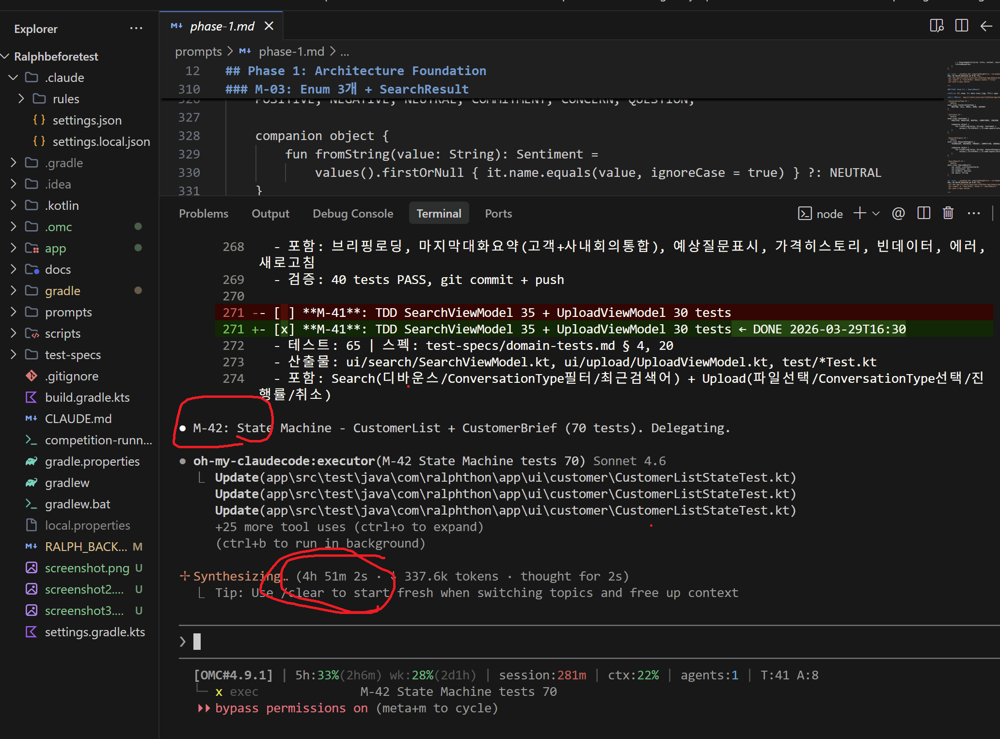 Explorer
phase-1.md
Ralphbeforetest
.claude
rules
settings.json
settings.local.json
.gradle
.idea
.kotlin
.omc
app
docs
gradle
prompts
scripts
test-specs
.gitignore
build.gradle.kts
CLAUDE.md
competition-runn...
gradle.properties
gradlew
gradlew.bat
local.properties
RALPH_BACK... M
screenshot.png U
screenshot2.... U
screenshot3.... U
settings.gradle.kts
prompts > phase-1.md > ...
12 ## Phase 1: Architecture Foundation
310 ### M-03: Enum 3개 + SearchResult
326 POSITIVE, NEGATIVE, NEUTRAL, COMMITMENT, CONCERN, QUESTION;
327
328 companion object {
329 fun fromString(value: String): Sentiment =
330 values().firstOrNull { it.name.equals(value, ignoreCase = true) } ?: NEUTRAL
331 }
Problems Output Debug Console Terminal Ports
node
268 - 포함: 브리핑로딩, 마지막대화요약(고객+사내회의통합), 예상질문표시, 가격히스토리, 빈데이터, 에러,
새로고침
269 - 검증: 40 tests PASS, git commit + push
270
271 -- [ ] **M-41**: TDD SearchViewModel 35 + UploadViewModel 30 tests
271 +- [x] **M-41**: TDD SearchViewModel 35 + UploadViewModel 30 tests ← DONE 2026-03-29T16:30
272 - 테스트: 65 | 스펙: test-specs/domain-tests.md § 4, 20
273 - 산출물: ui/search/SearchViewModel.kt, ui/upload/UploadViewModel.kt, test/*Test.kt
274 - 포함: Search(디바운스/ConversationType필터/최근검색어) + Upload(파일선택/ConversationType선택/진
행률/취소)
● M-42: State Machine - CustomerList + CustomerBrief (70 tests). Delegating.
● oh-my-claudecode:executor(M-42 State Machine tests 70) Sonnet 4.6
Update(app\src\test\java\com\ralphthon\app\ui\customer\CustomerListStateTest.kt)
Update(app\src\test\java\com\ralphthon\app\ui\customer\CustomerListStateTest.kt)
Update(app\src\test\java\com\ralphthon\app\ui\customer\CustomerListStateTest.kt)
+25 more tool uses (ctrl+o to expand)
(ctrl+b to run in background)
Synthesizing… (4h 51m 2s · ↓ 337.6k tokens · thought for 2s)
Tip: Use /clear to start fresh when switching topics and free up context
❯
[OMC#4.9.1] | 5h:33%(2h6m) wk:28%(2d1h) | session:281m | ctx:22% | agents:1 | T:41 A:8
x exec M-42 State Machine tests 70
bypass permissions on (meta+m to cycle)